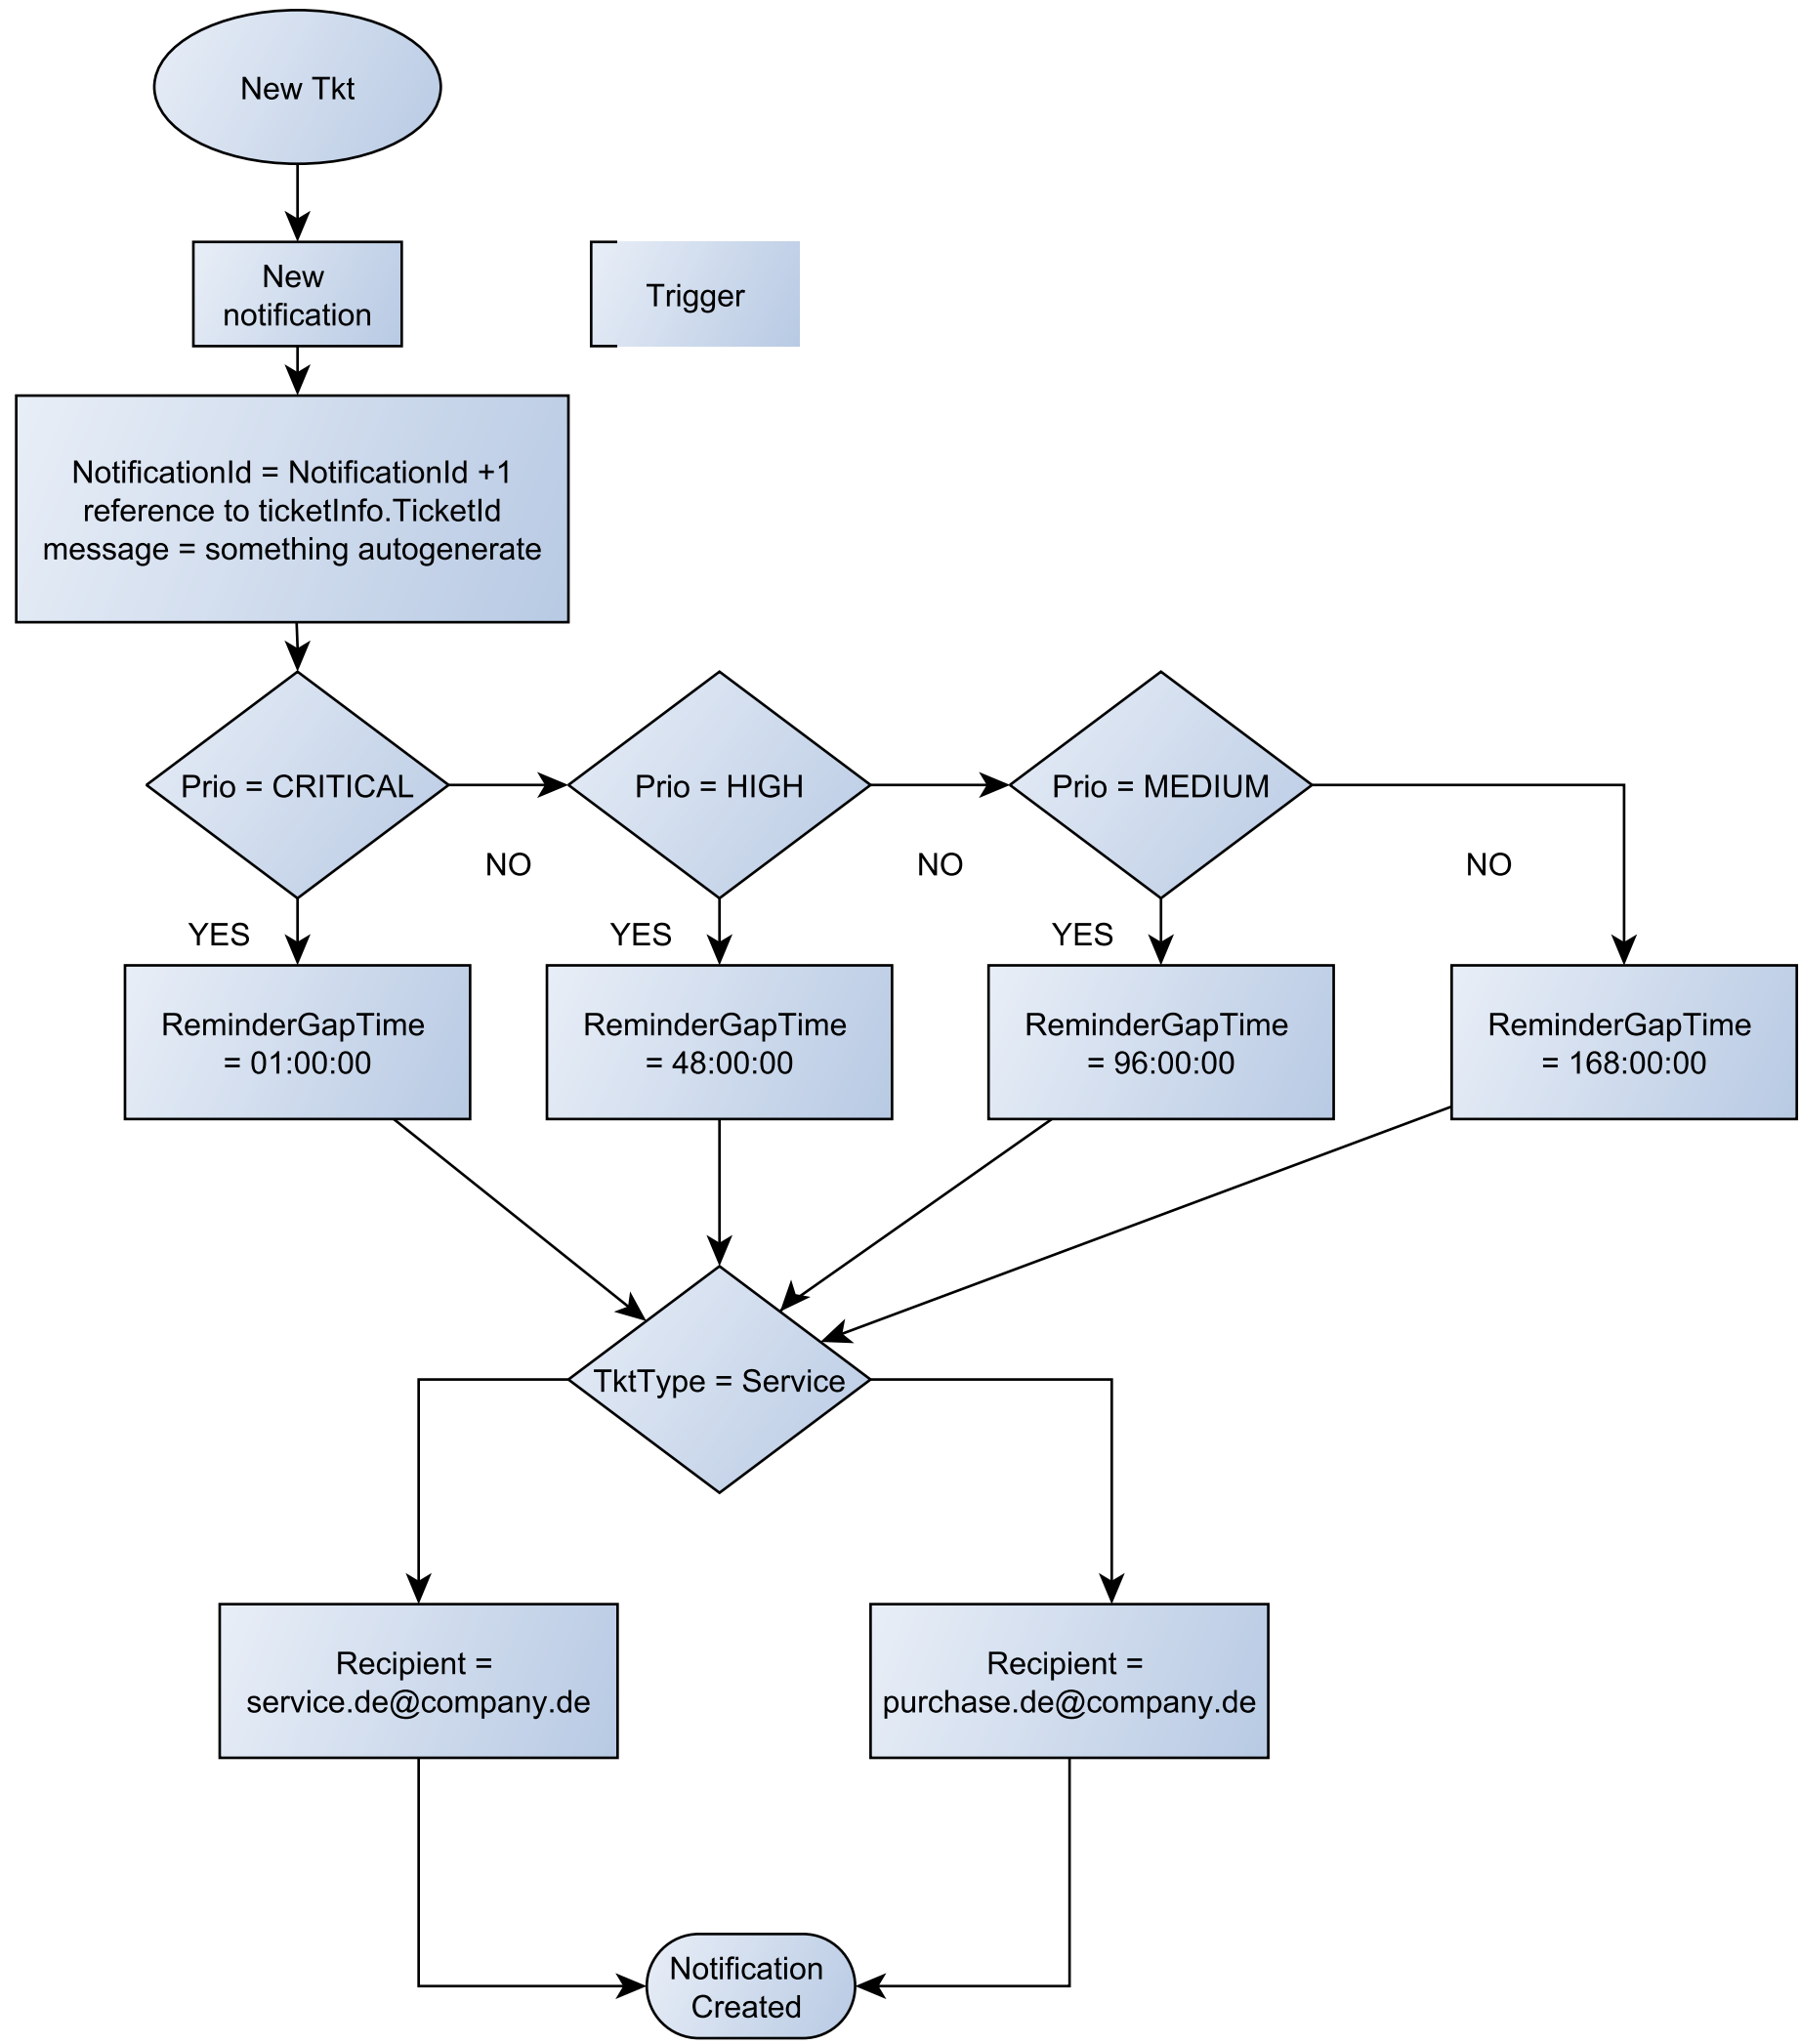 New Tkt
New
notification
Trigger
NotificationId = NotificationId +1
reference to ticketInfo.TicketId
message = something autogenerate
Prio = CRITICAL
Prio = HIGH
Prio = MEDIUM
NO
NO
NO
YES
YES
YES
ReminderGapTime
= 01:00:00
ReminderGapTime
= 48:00:00
ReminderGapTime
= 96:00:00
ReminderGapTime
= 168:00:00
TktType = Service
Recipient =
service.de@company.de
Recipient =
purchase.de@company.de
Notification
Created